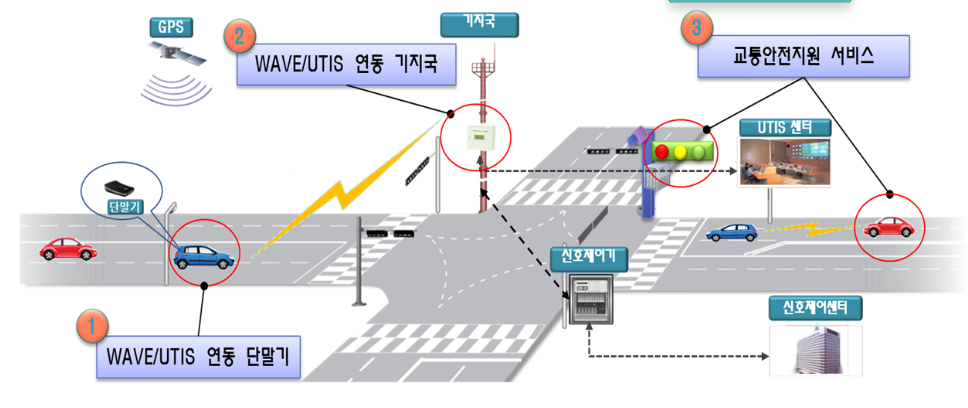 GPS
2
WAVE/UTIS 연동 기지국
기지국
3
교통안전지원 서비스
UTIS 센터
단말기
신호제어기
신호제어센터
1
WAVE/UTIS 연동 단말기